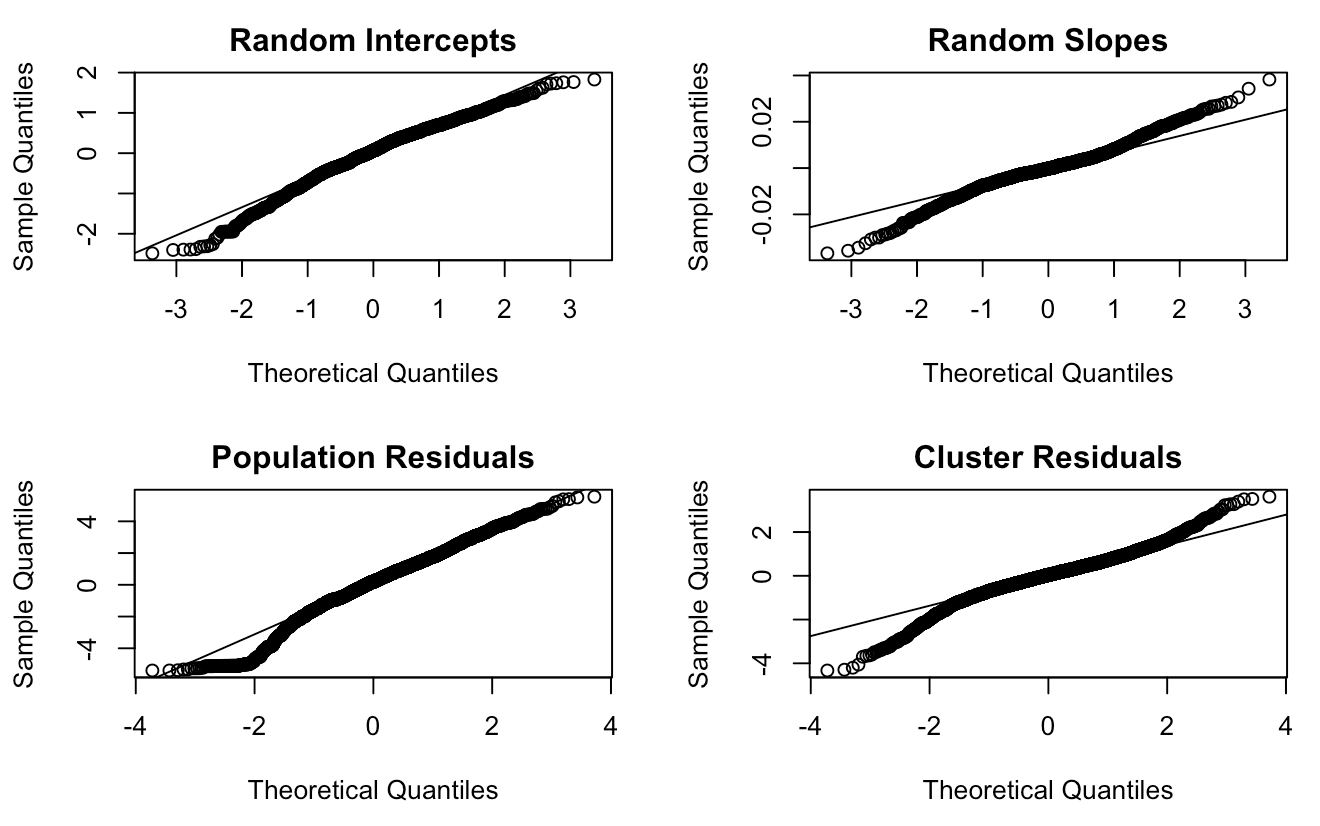 Random Intercepts
Sample Quantiles
2
1
0
-2
-3 -2 -1 0 1 2 3
Theoretical Quantiles
Random Slopes
Sample Quantiles
0.02
-0.02
-3 -2 -1 0 1 2 3
Theoretical Quantiles
Population Residuals
Sample Quantiles
4
0
-4
-4 -2 0 2 4
Theoretical Quantiles
Cluster Residuals
Sample Quantiles
2
0
-4
-4 -2 0 2 4
Theoretical Quantiles